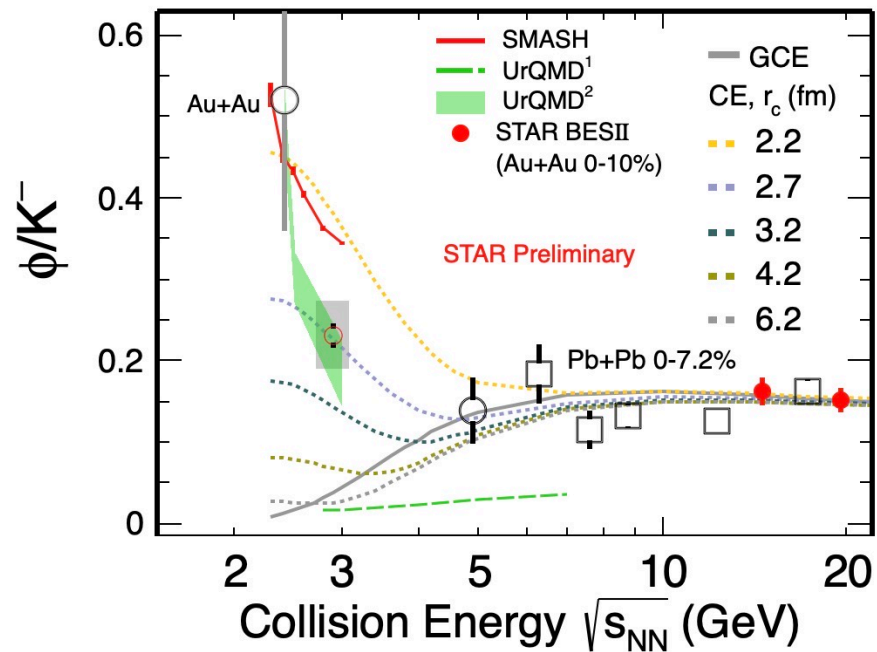 0.6
0.4
0.2
0
ϕ/K⁻
Au+Au
SMASH
UrQMD¹
UrQMD²
STAR BESII
(Au+Au 0-10%)
STAR Preliminary
GCE
CE, r_c (fm)
2.2
2.7
3.2
4.2
6.2
Pb+Pb 0-7.2%
2 3 5 10 20
Collision Energy √s_NN (GeV)